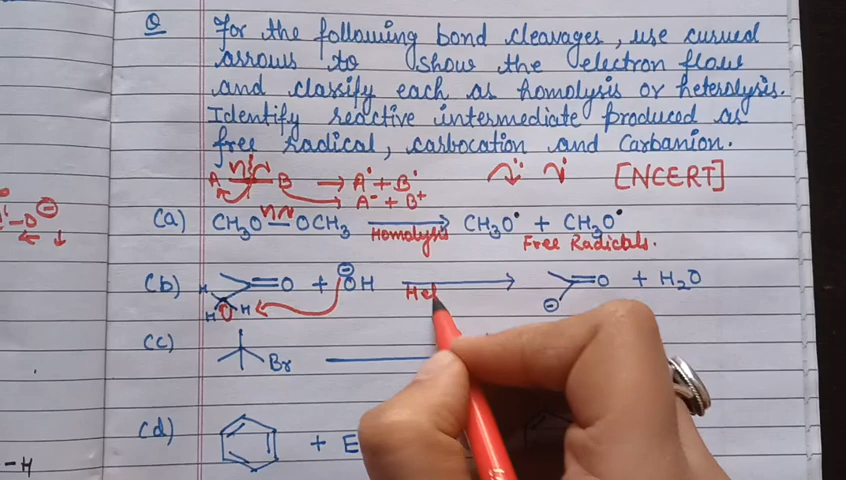 Q For the following bond cleavages, use curved
arrows to show the electron flow
and classify each as homolysis or heterolysis.
Identify reactive intermediate produced as
free radical, carbocation and Carbanion.
A B → A• + B• [NCERT]
A⁻ + B⁺
(a) CH3O — OCH3 → CH3O• + CH3O•
Homolysis Free Radicals.
(b) H =O + ⊖OH → ⊖ =O + H2O
H H Hel
(c) Br
(d) + E
-O⊖
-H